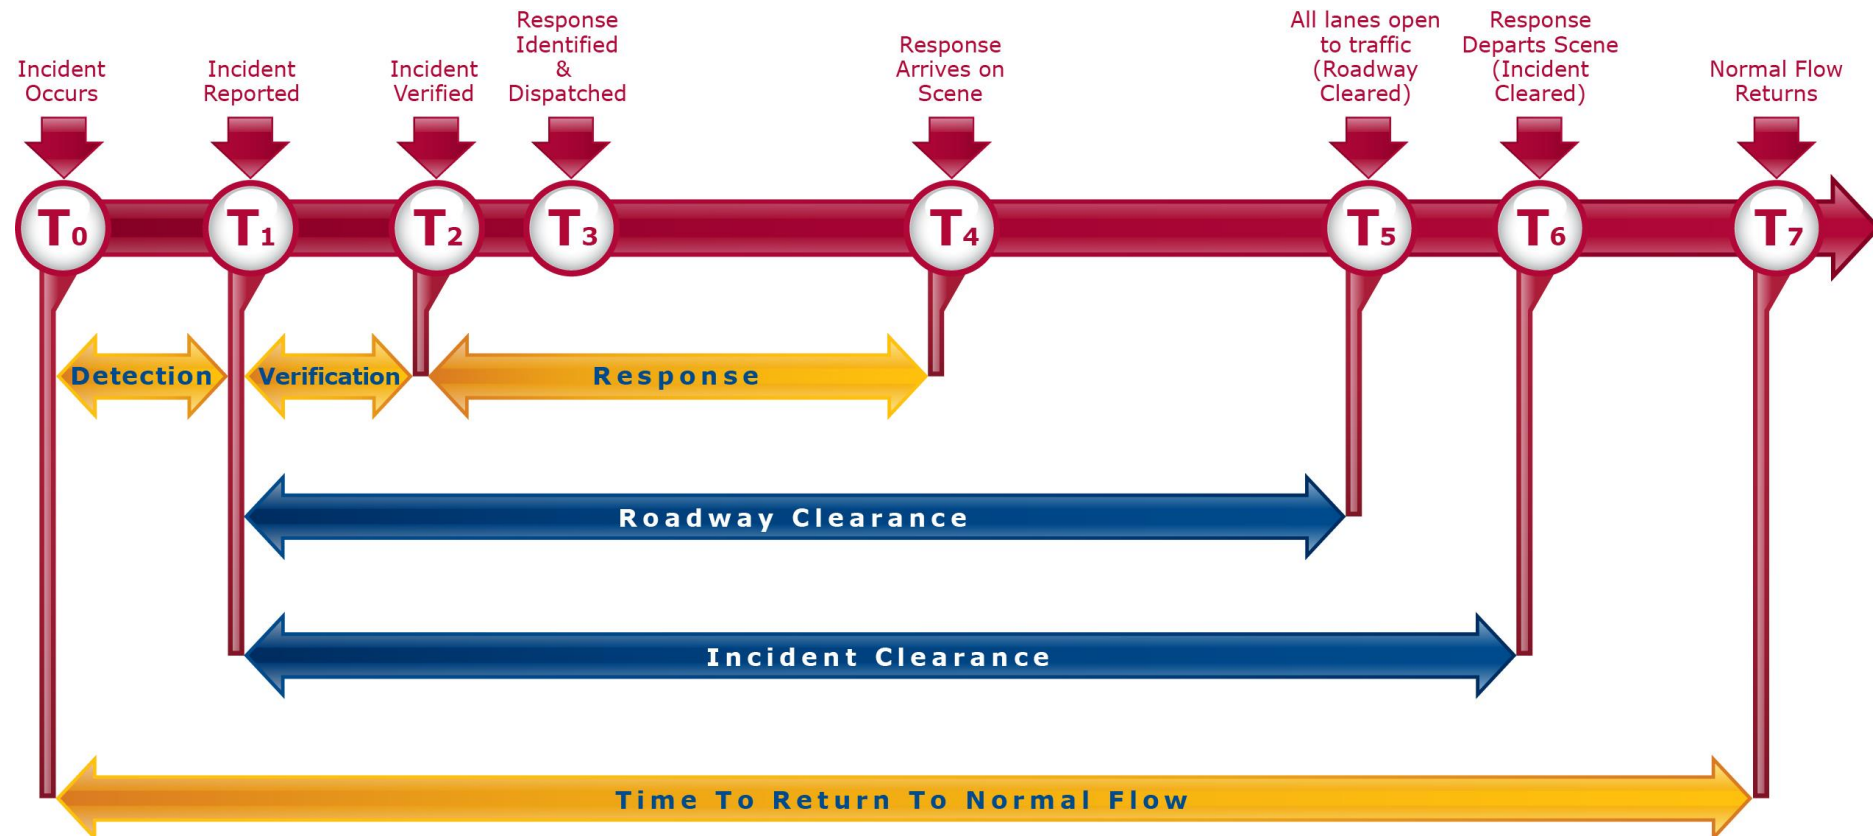 Incident
Occurs
Incident
Reported
Incident
Verified
Response
Identified
&
Dispatched
Response
Arrives on
Scene
All lanes open
to traffic
(Roadway
Cleared)
Response
Departs Scene
(Incident
Cleared)
Normal Flow
Returns
T0
T1
T2
T3
T4
T5
T6
T7
Detection
Verification
Response
Roadway Clearance
Incident Clearance
Time To Return To Normal Flow